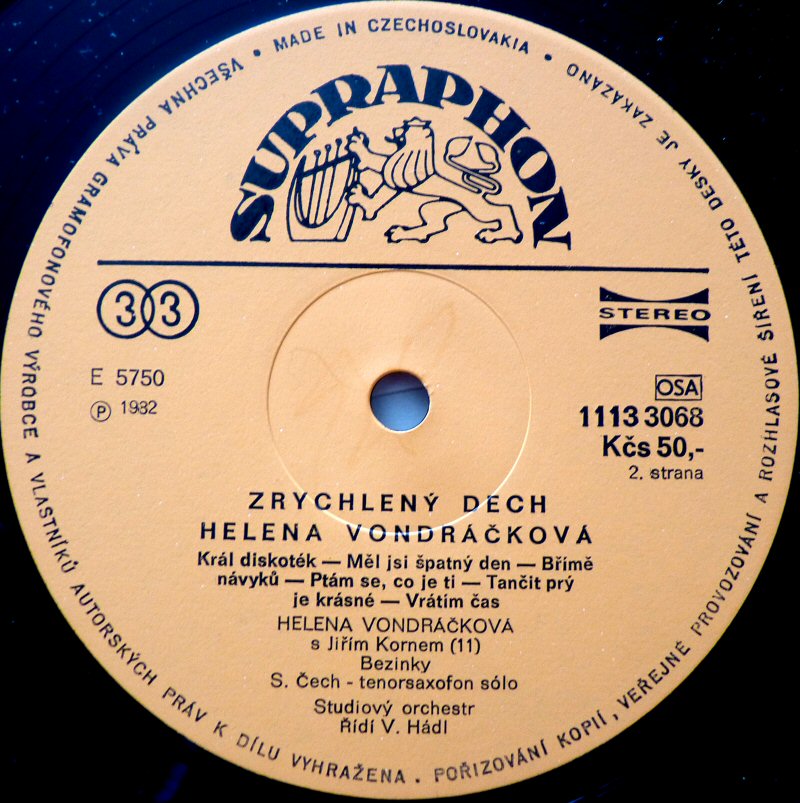 VŠECHNA PRÁVA GRAMOFONOVÉHO VÝROBCE A VLASTNÍKŮ AUTORSKÝCH PRÁV K DÍLU VYHRAŽENA. POŘIZOVÁNÍ KOPIÍ, VEŘEJNÉ PROVOZOVÁNÍ A ROZHLASOVÉ ŠÍŘENÍ TÉTO DESKY JE ZAKÁZÁNO • MADE IN CZECHOSLOVAKIA •
SUPRAPHON
33
STEREO
E 5750
℗ 1982
OSA
1113 3068
Kčs 50,-
2. strana
ZRYCHLENÝ DECH
HELENA VONDRÁČKOVÁ
Král diskoték — Měl jsi špatný den — Břímě
návyků — Ptám se, co je ti — Tančit prý
je krásné — Vrátím čas
HELENA VONDRÁČKOVÁ
s Jiřím Kornem (11)
Bezinky
S. Čech - tenorsaxofon sólo
Studiový orchestr
Řídí V. Hádl